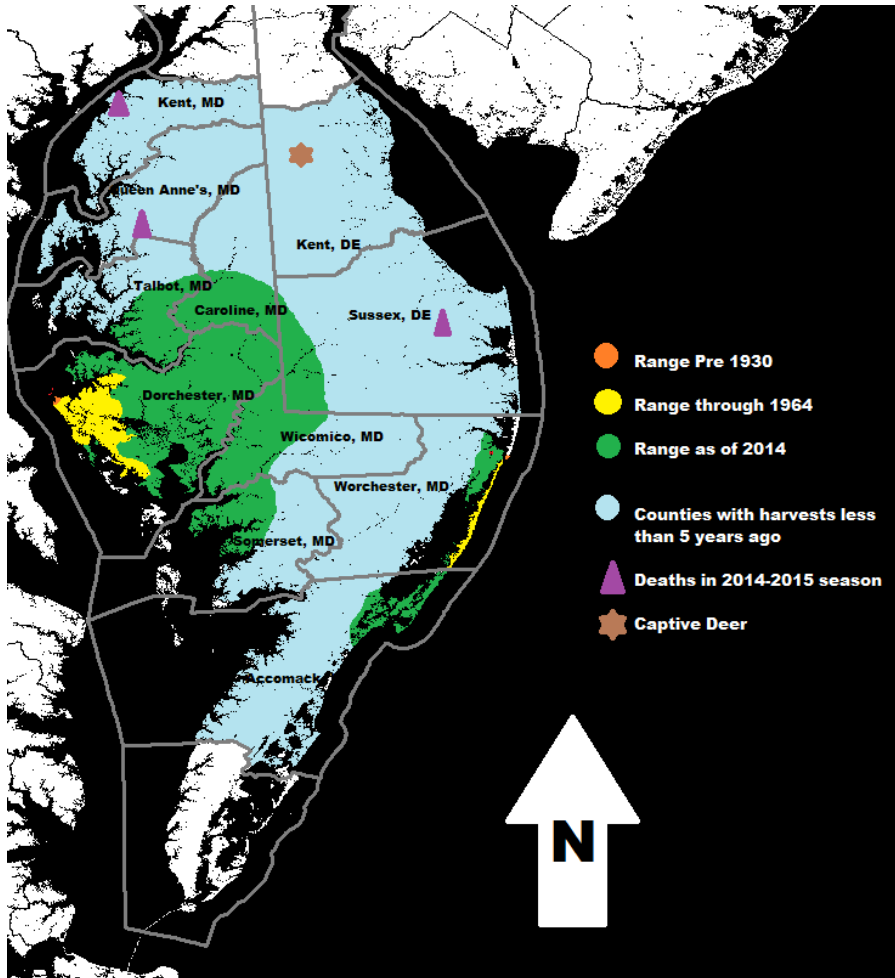 Kent, MD
Queen Anne's, MD
Kent, DE
Talbot, MD
Caroline, MD
Sussex, DE
Dorchester, MD
Wicomico, MD
Worchester, MD
Somerset, MD
Accomack
Range Pre 1930
Range through 1964
Range as of 2014
Counties with harvests less
than 5 years ago
Deaths in 2014-2015 season
Captive Deer
N